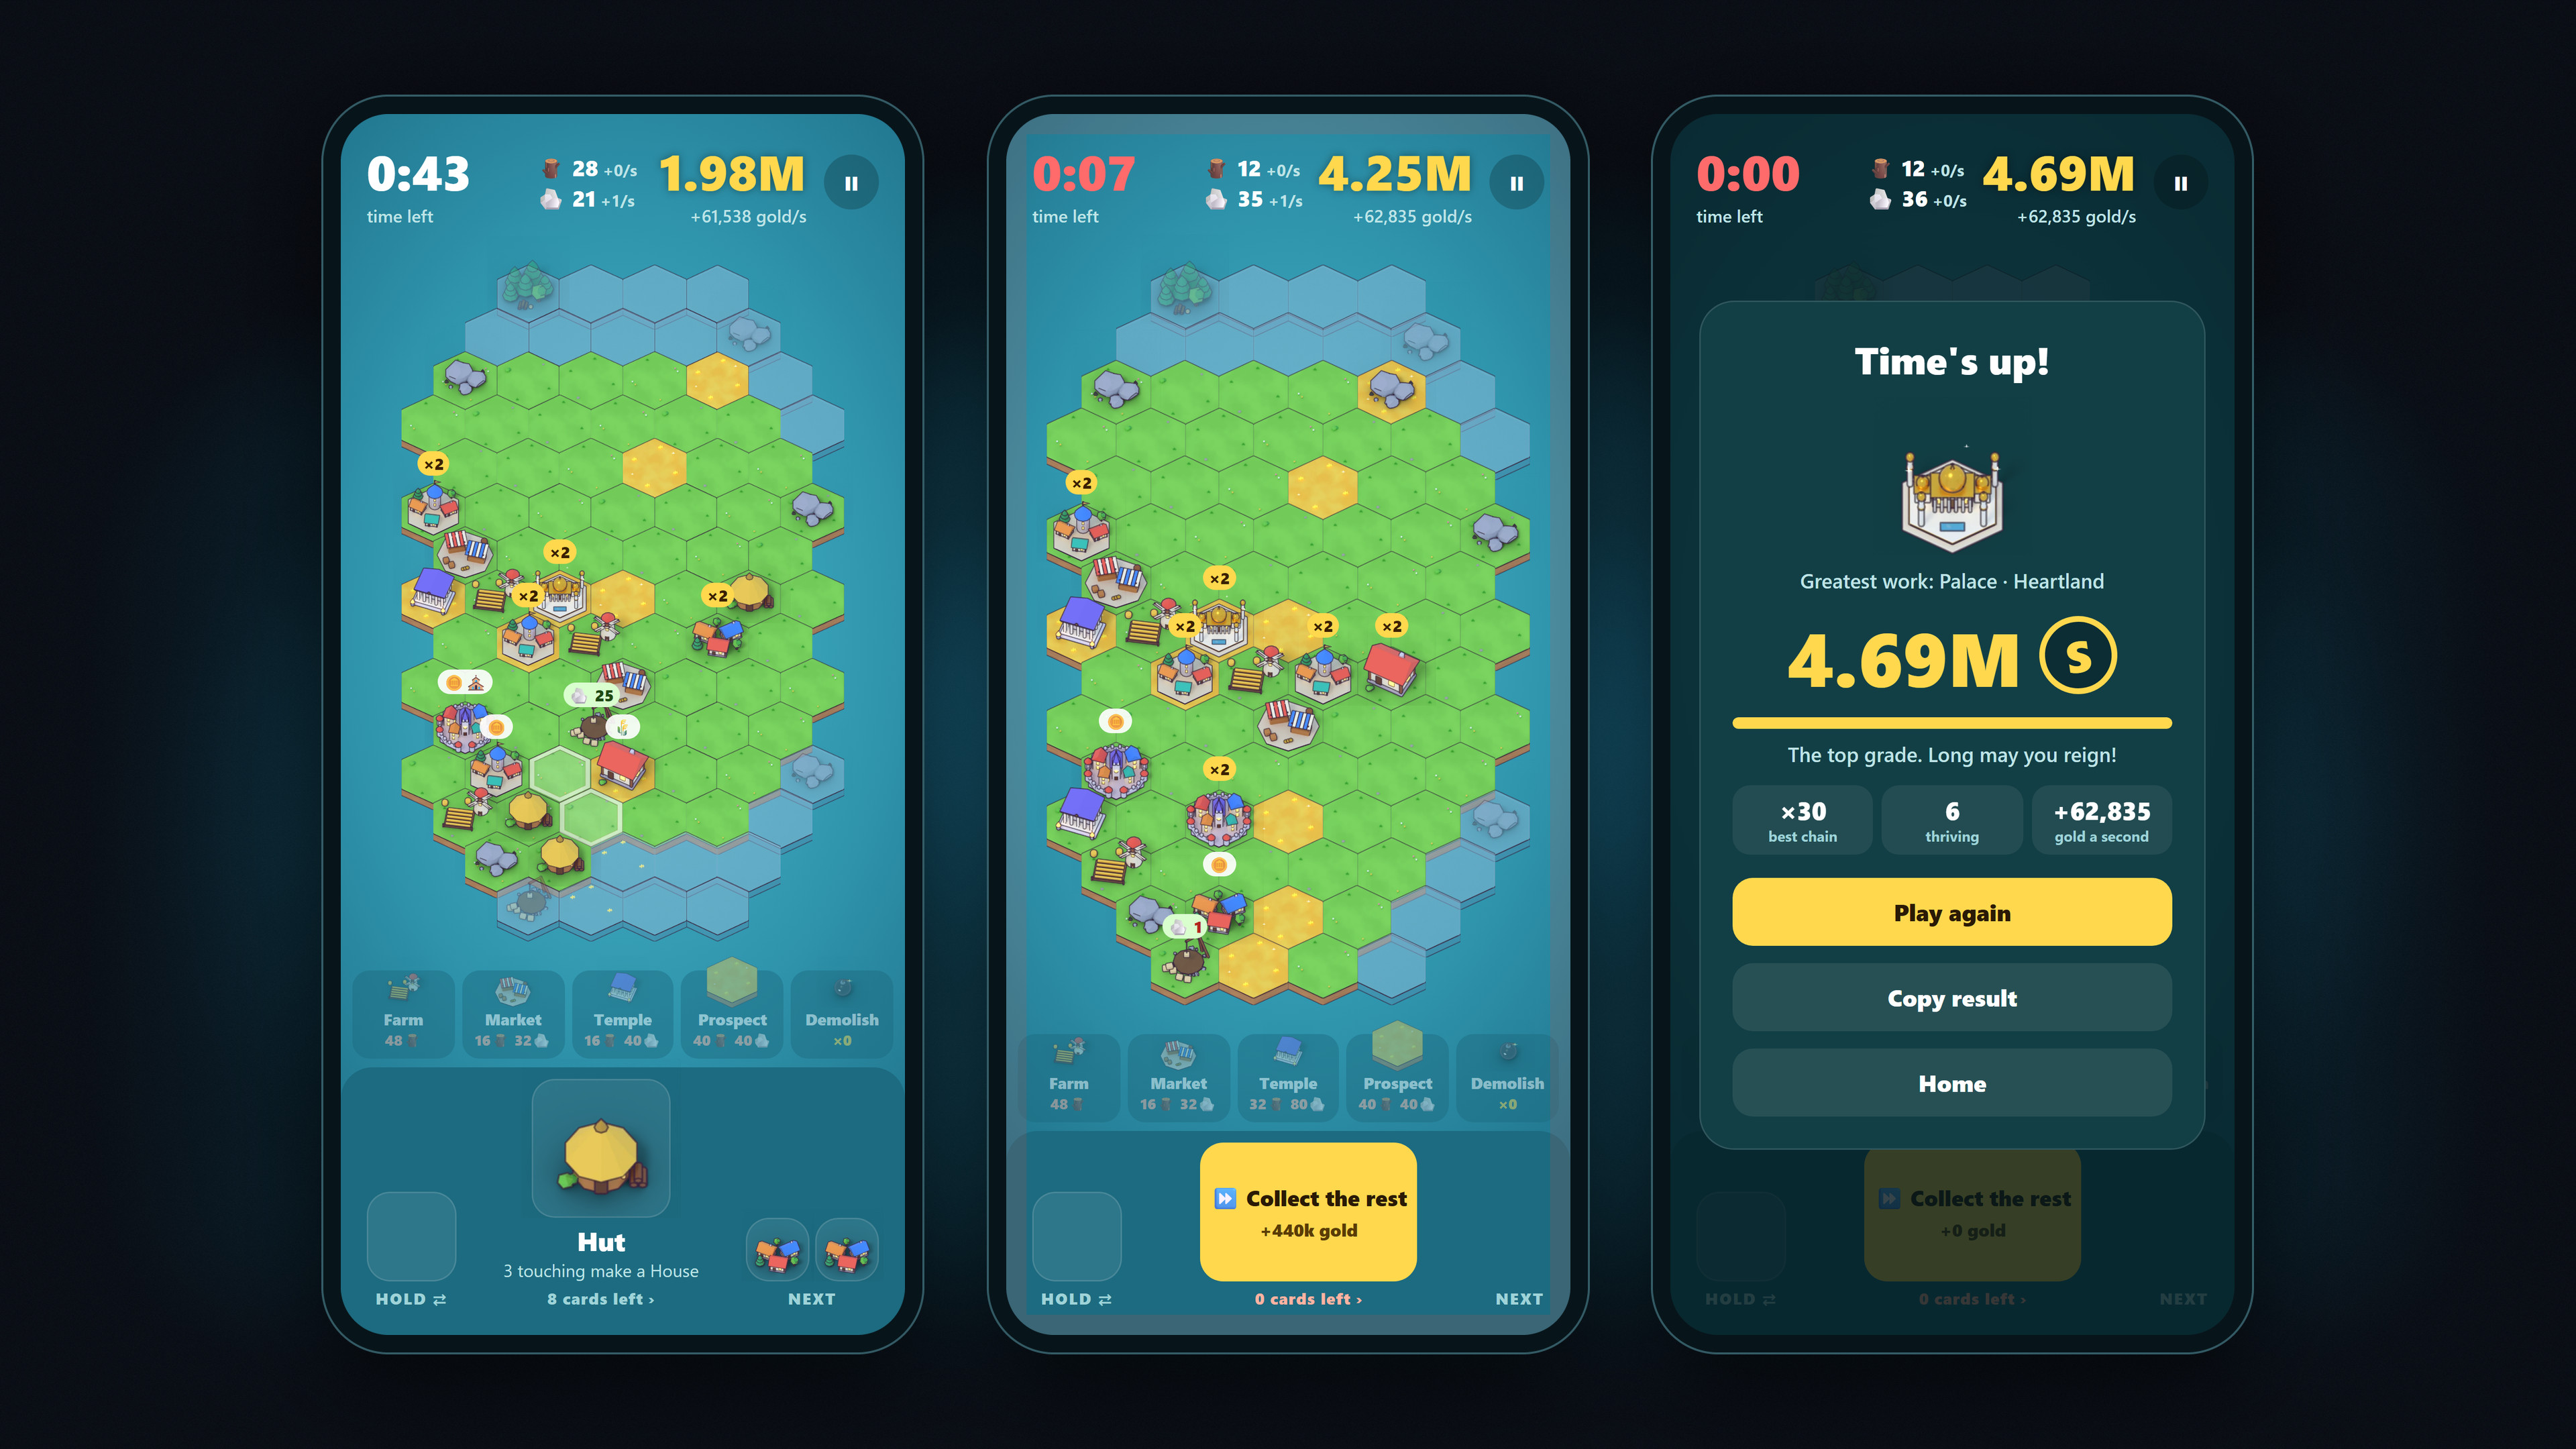 0:43
time left
28 +0/s
21 +1/s
1.98M
+61,538 gold/s
×2
×2
×2
×2
25
Farm
48
Market
16 32
Temple
16 40
Prospect
40 40
Demolish
×0
Hut
3 touching make a House
HOLD ⇄
8 cards left ›
NEXT
0:07
time left
12 +0/s
35 +1/s
4.25M
+62,835 gold/s
×2
×2
×2
×2
×2
×2
1
Farm
48
Market
16 32
Temple
32 80
Prospect
40 40
Demolish
×0
Collect the rest
+440k gold
HOLD ⇄
0 cards left ›
NEXT
0:00
time left
12 +0/s
36 +0/s
4.69M
+62,835 gold/s
Time's up!
Greatest work: Palace · Heartland
4.69M S
The top grade. Long may you reign!
×30
best chain
6
thriving
+62,835
gold a second
Play again
Copy result
Home
Collect the rest
+0 gold
HOLD ⇄
0 cards left ›
NEXT